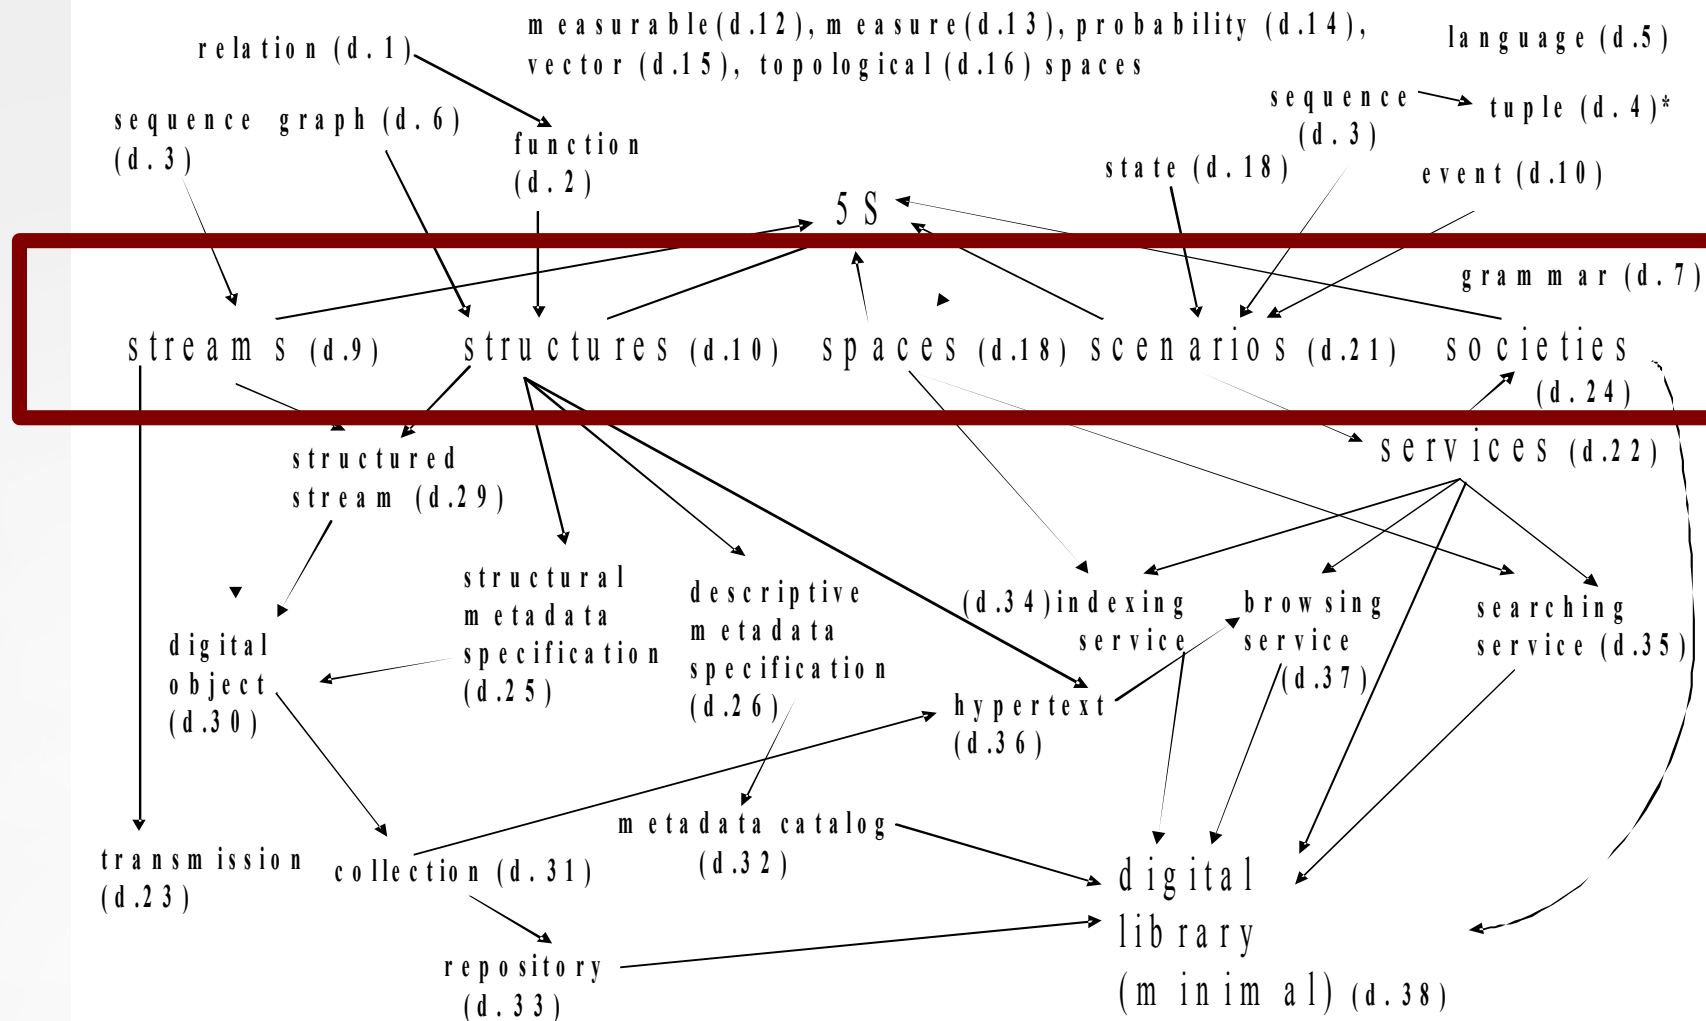 measurable(d.12), measure(d.13), probability (d.14),
vector (d.15), topological (d.16) spaces
language (d.5)
relation (d. 1)
sequence
(d. 3)
graph (d. 6)
function
(d. 2)
sequence
(d. 3)
tuple (d. 4)*
state (d. 18)
event (d.10)
5S
grammar (d. 7)
streams (d.9)
structures (d.10)
spaces (d.18)
scenarios (d.21)
societies
(d. 24)
services (d.22)
structured
stream (d.29)
structural
metadata
specification
(d.25)
descriptive
metadata
specification
(d.26)
(d.34)indexing
service
browsing
service
(d.37)
searching
service (d.35)
digital
object
(d.30)
hypertext
(d.36)
metadata catalog
(d.32)
transmission
(d.23)
collection (d. 31)
digital
library
(minimal) (d.38)
repository
(d. 33)